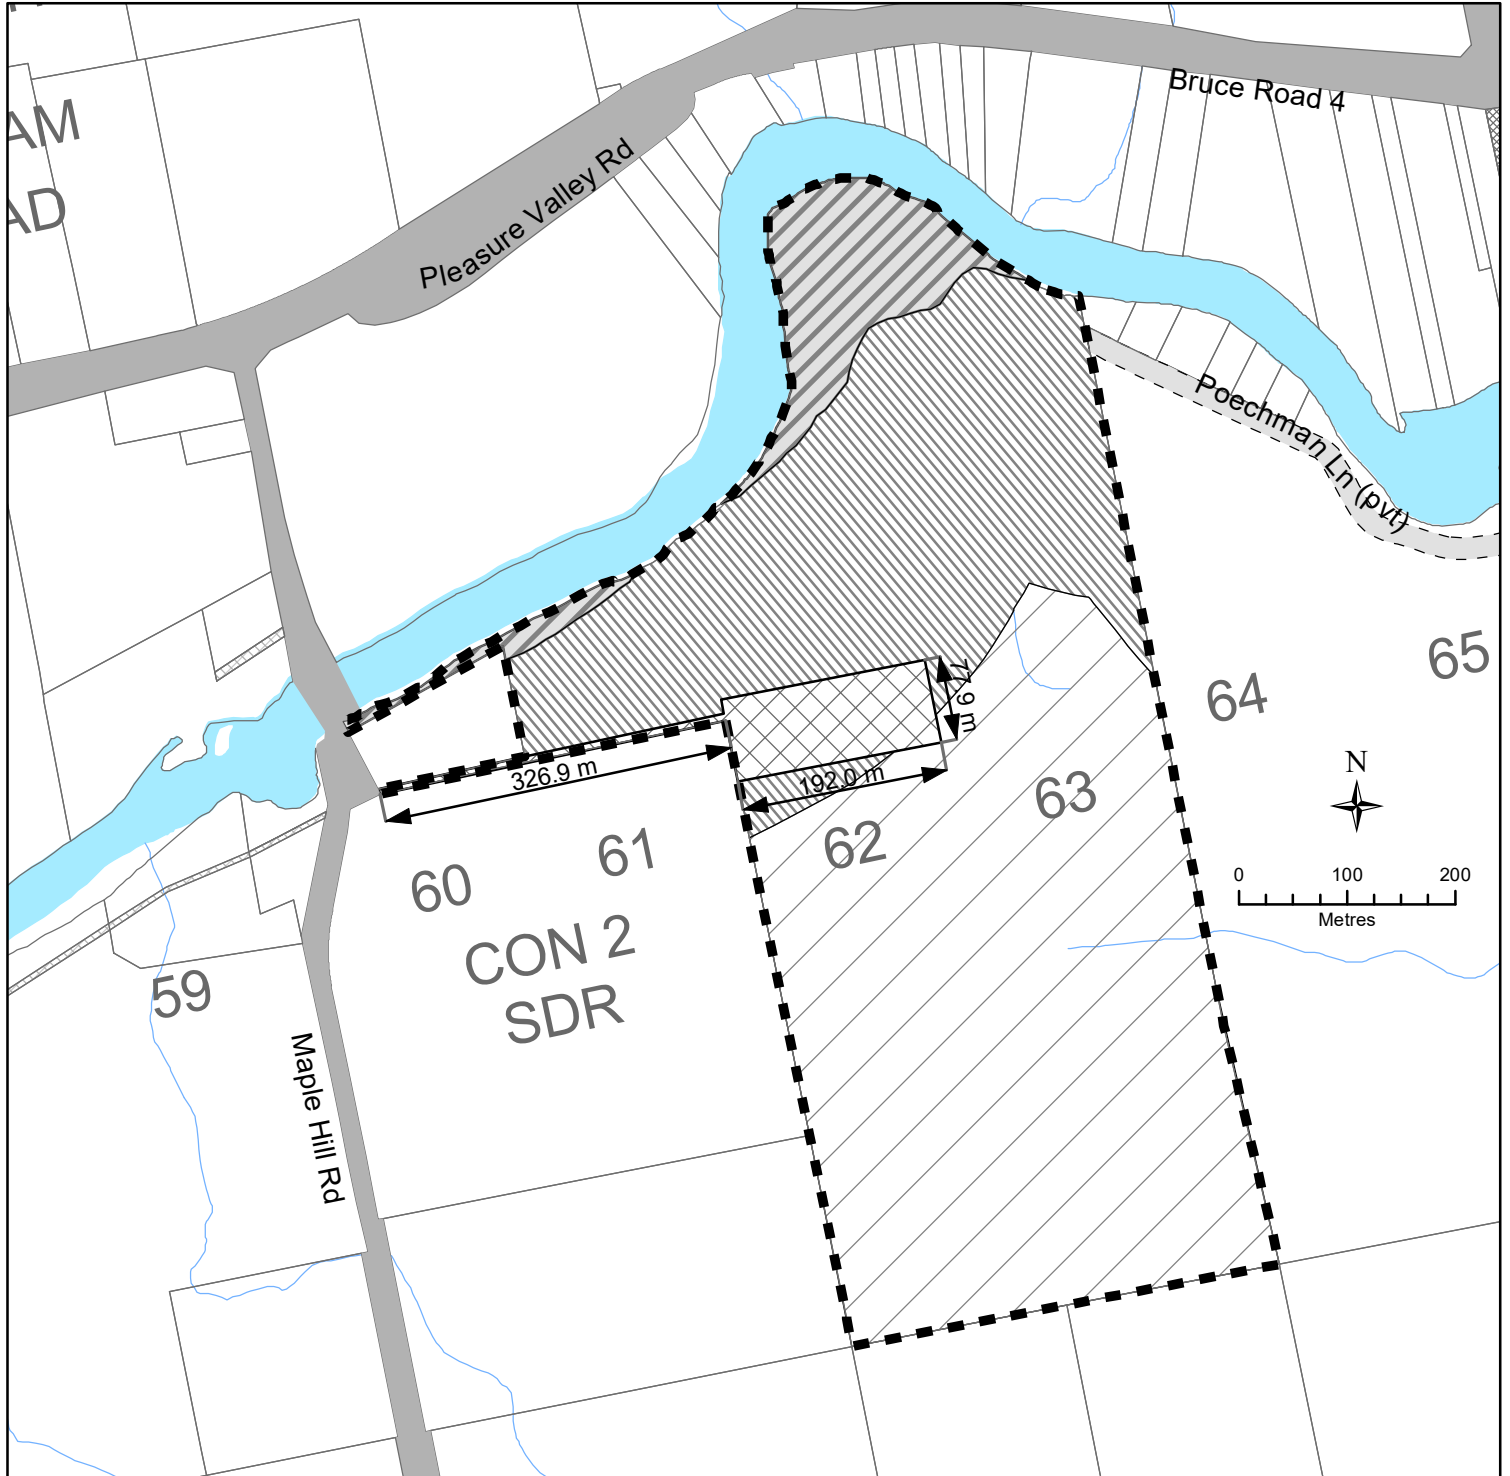 Bruce Road 4
AM
AD
Pleasure Valley Rd
Poechman Ln (pvt)
65
64
77.9 m
N
326.9 m
192.0 m
63
62
61
60
0 100 200
Metres
CON 2
SDR
59
Maple Hill Rd